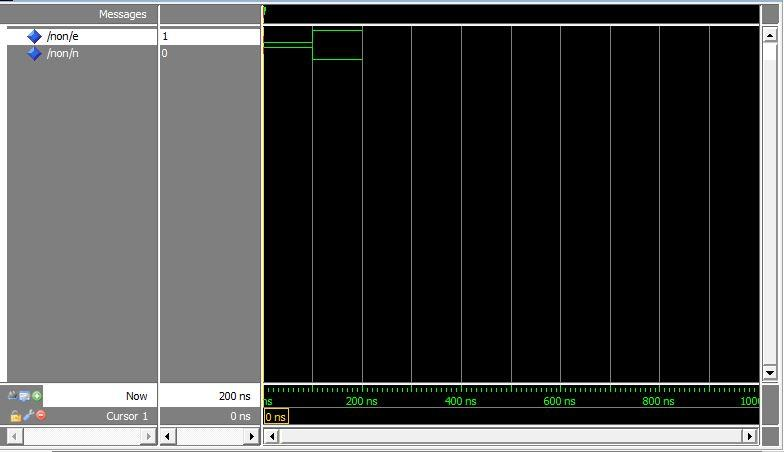 Messages
/non/e 1
/non/n 0
Now 200 ns
ns 200 ns 400 ns 600 ns 800 ns 1000
Cursor 1 0 ns 0 ns